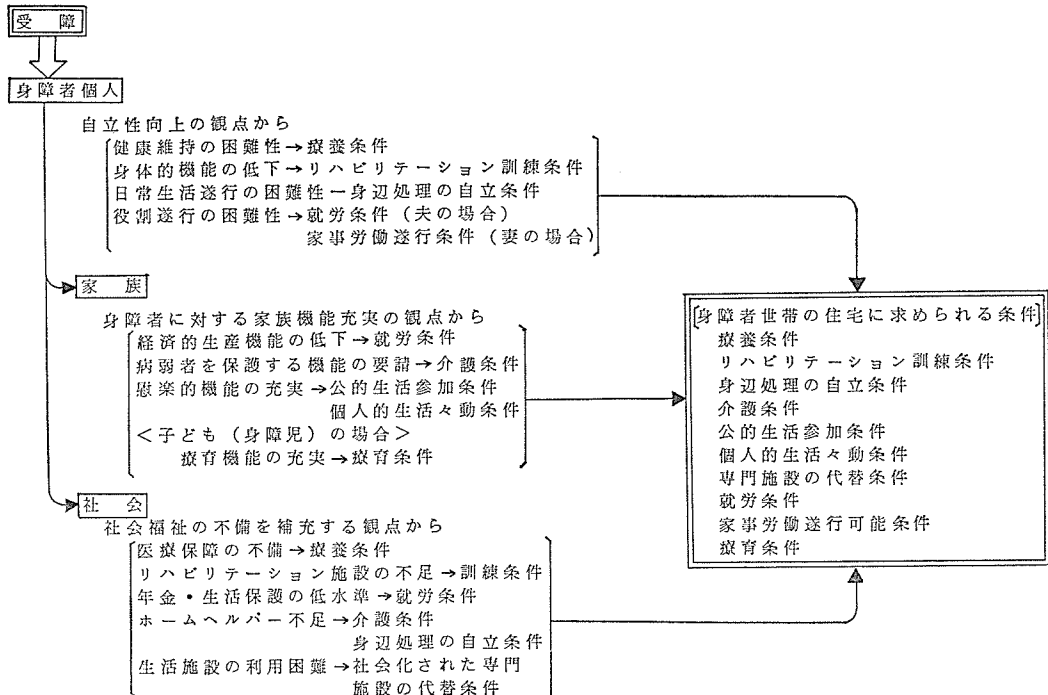 受　障
身障者個人
自立性向上の観点から
健康維持の困難性→療養条件
身体的機能の低下→リハビリテーション訓練条件
日常生活遂行の困難性ー身辺処理の自立条件
役割遂行の困難性→就労条件（夫の場合）
家事労働遂行条件（妻の場合）
家　族
身障者に対する家族機能充実の観点から
経済的生産機能の低下→就労条件
病弱者を保護する機能の要請→介護条件
慰楽的機能の充実→公的生活参加条件
個人的生活々動条件
＜子ども（身障児）の場合＞
療育機能の充実→療育条件
社　会
社会福祉の不備を補充する観点から
医療保障の不備→療養条件
リハビリテーション施設の不足→訓練条件
年金・生活保護の低水準→就労条件
ホームヘルパー不足→介護条件
身辺処理の自立条件
生活施設の利用困難→社会化された専門
施設の代替条件
[身障者世帯の住宅に求められる条件]
療養条件
リハビリテーション訓練条件
身辺処理の自立条件
介護条件
公的生活参加条件
個人的生活々動条件
専門施設の代替条件
就労条件
家事労働遂行可能条件
療育条件